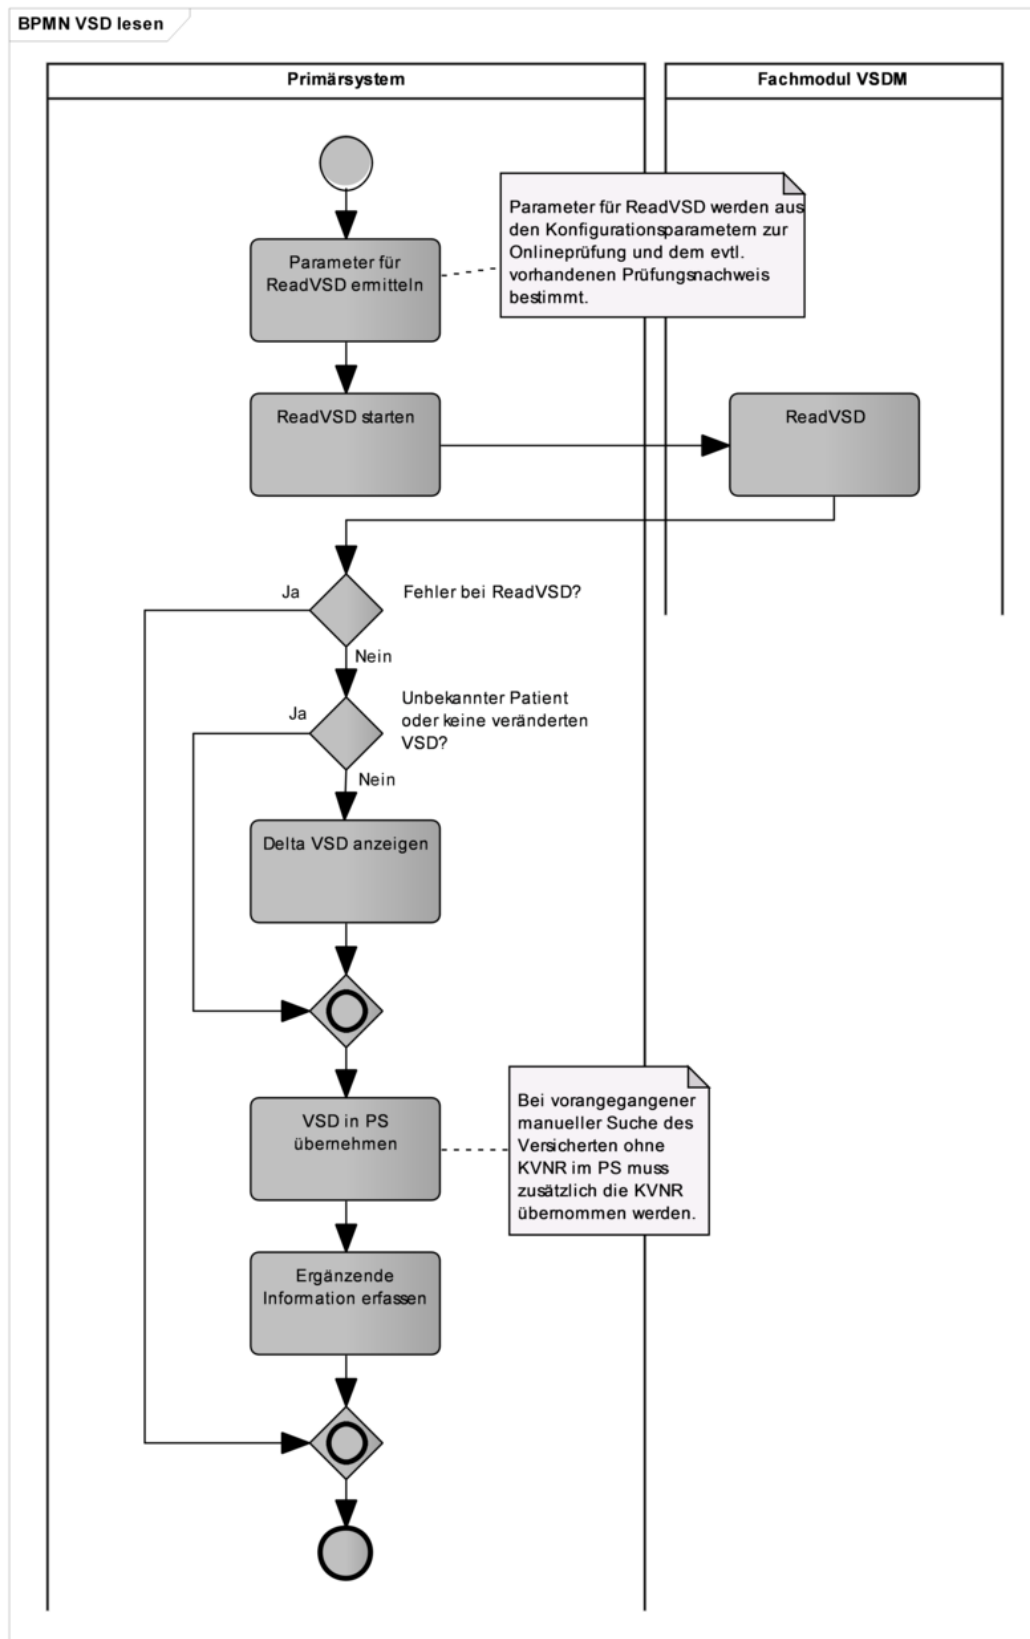 BPMN VSD lesen
Primärsystem
Fachmodul VSDM
Parameter für
ReadVSD ermitteln
Parameter für ReadVSD werden aus
den Konfigurationsparametern zur
Onlineprüfung und dem evtl.
vorhandenen Prüfungsnachweis
bestimmt.
ReadVSD starten
ReadVSD
Ja
Fehler bei ReadVSD?
Nein
Ja
Unbekannter Patient
oder keine veränderten
VSD?
Nein
Delta VSD anzeigen
VSD in PS
übernehmen
Bei vorangegangener
manueller Suche des
Versicherten ohne
KVNR im PS muss
zusätzlich die KVNR
übernommen werden.
Ergänzende
Information erfassen